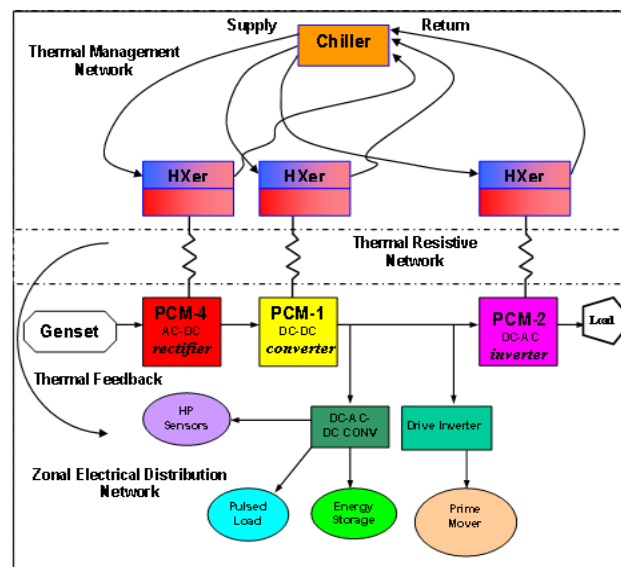 Supply
Return
Chiller
Thermal Management
Network
HXer
HXer
HXer
Thermal Resistive
Network
Genset
PCM-4
AC-DC
rectifier
PCM-1
DC-DC
converter
PCM-2
DC-AC
inverter
Load
Thermal Feedback
HP
Sensors
DC-AC-
DC CONV
Drive Inverter
Zonal Electrical Distribution
Network
Pulsed
Load
Energy
Storage
Prime
Mover